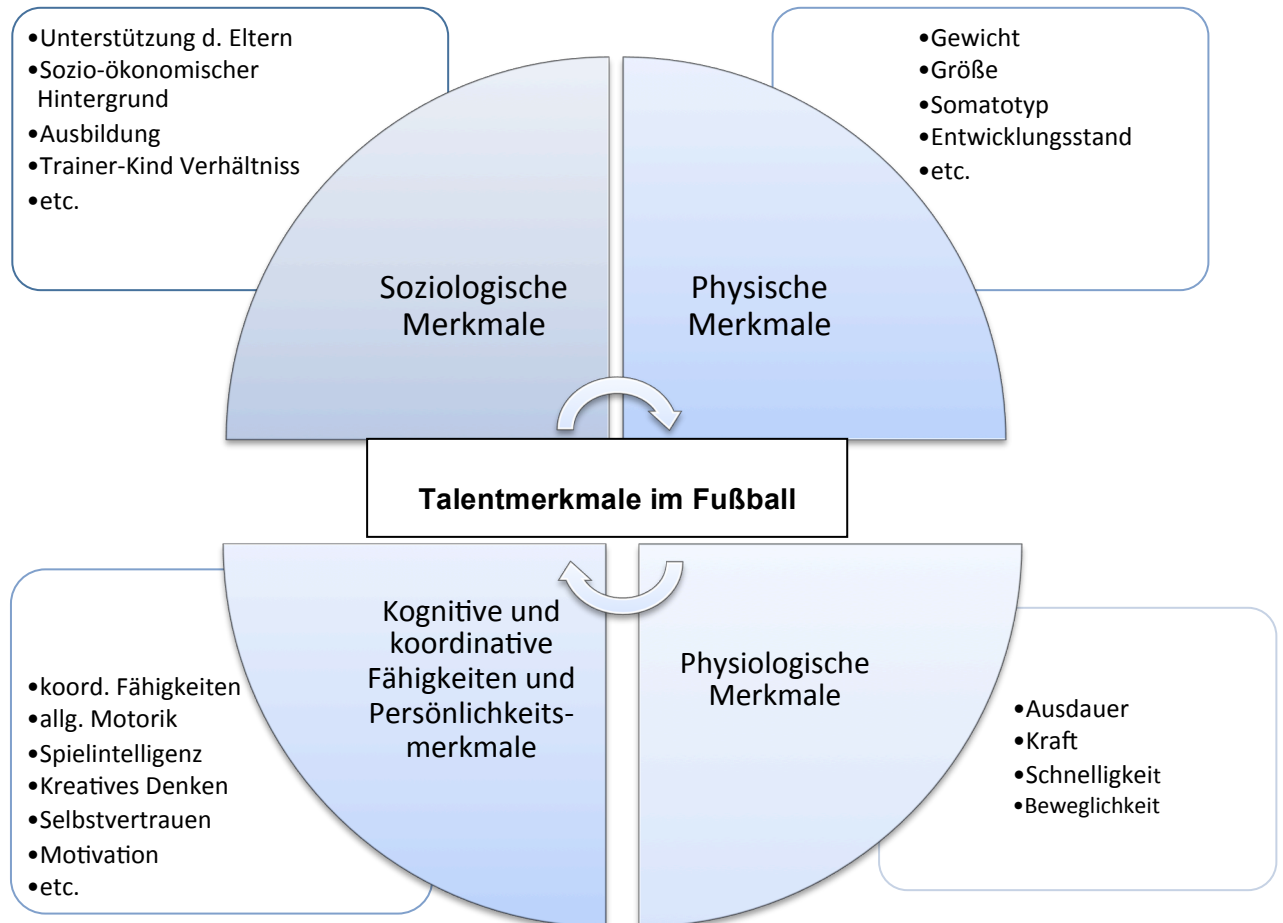 •Unterstützung d. Eltern
•Sozio-ökonomischer
Hintergrund
•Ausbildung
•Trainer-Kind Verhältniss
•etc.
•Gewicht
•Größe
•Somatotyp
•Entwicklungsstand
•etc.
Soziologische
Merkmale
Physische
Merkmale
Talentmerkmale im Fußball
Kognitive und
koordinative
Fähigkeiten und
Persönlichkeits-
merkmale
Physiologische
Merkmale
•koord. Fähigkeiten
•allg. Motorik
•Spielintelligenz
•Kreatives Denken
•Selbstvertrauen
•Motivation
•etc.
•Ausdauer
•Kraft
•Schnelligkeit
•Beweglichkeit